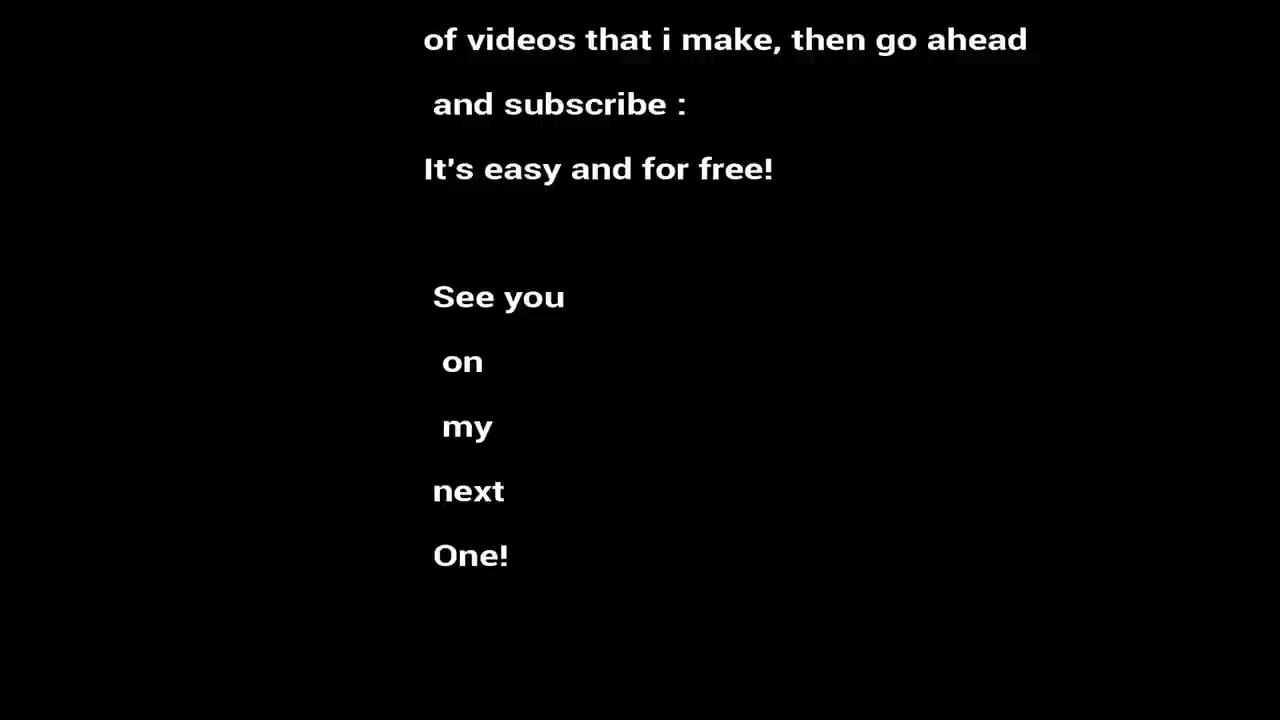 of videos that i make, then go ahead
and subscribe :
It's easy and for free!
See you
on
my
next
One!